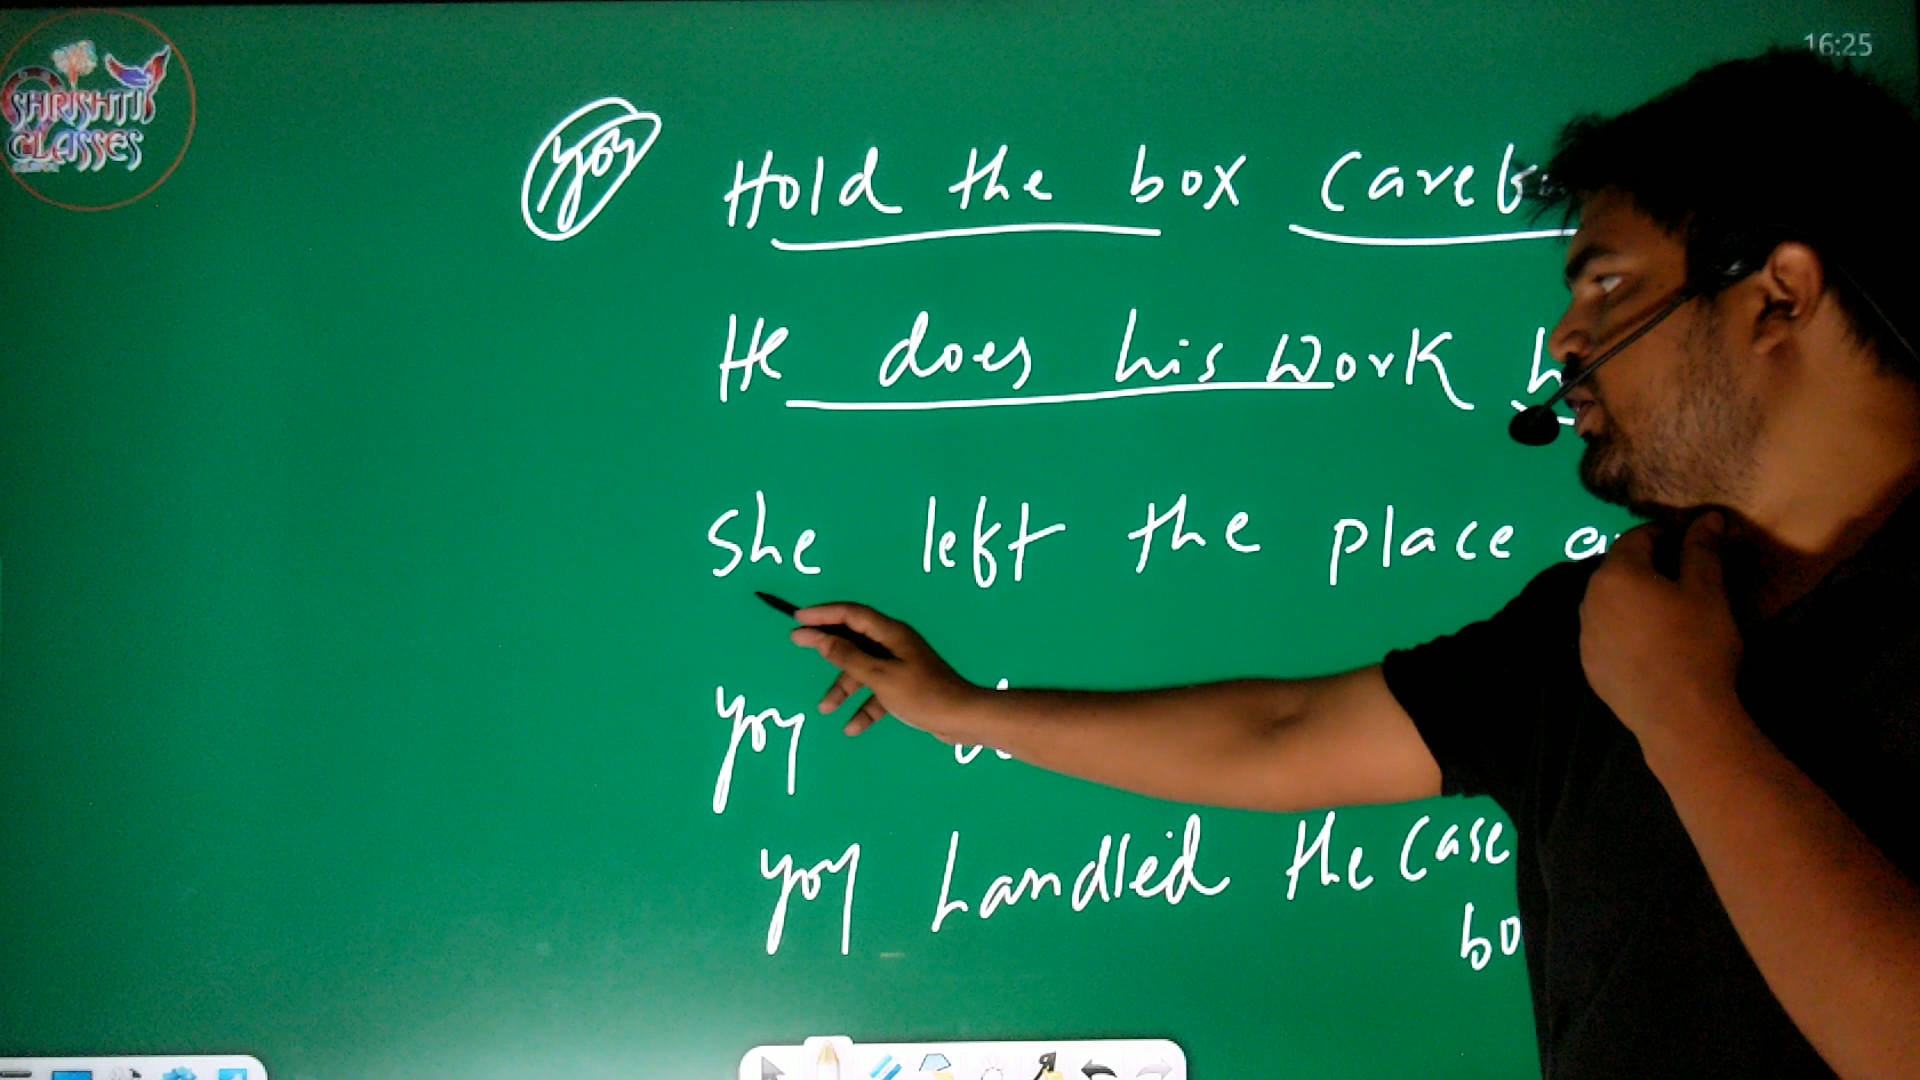 16:25
SHRISHTI
CLASSES
you
Hold the box
He does his work
She left the place
you
you handled the case